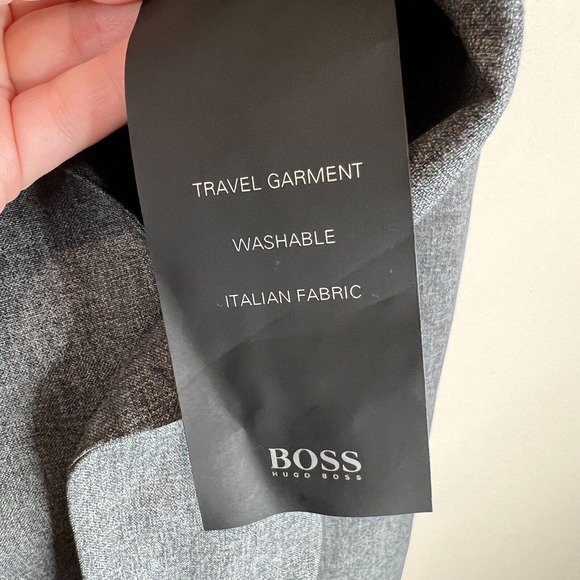 TRAVEL GARMENT
WASHABLE
ITALIAN FABRIC
BOSS
HUGO BOSS